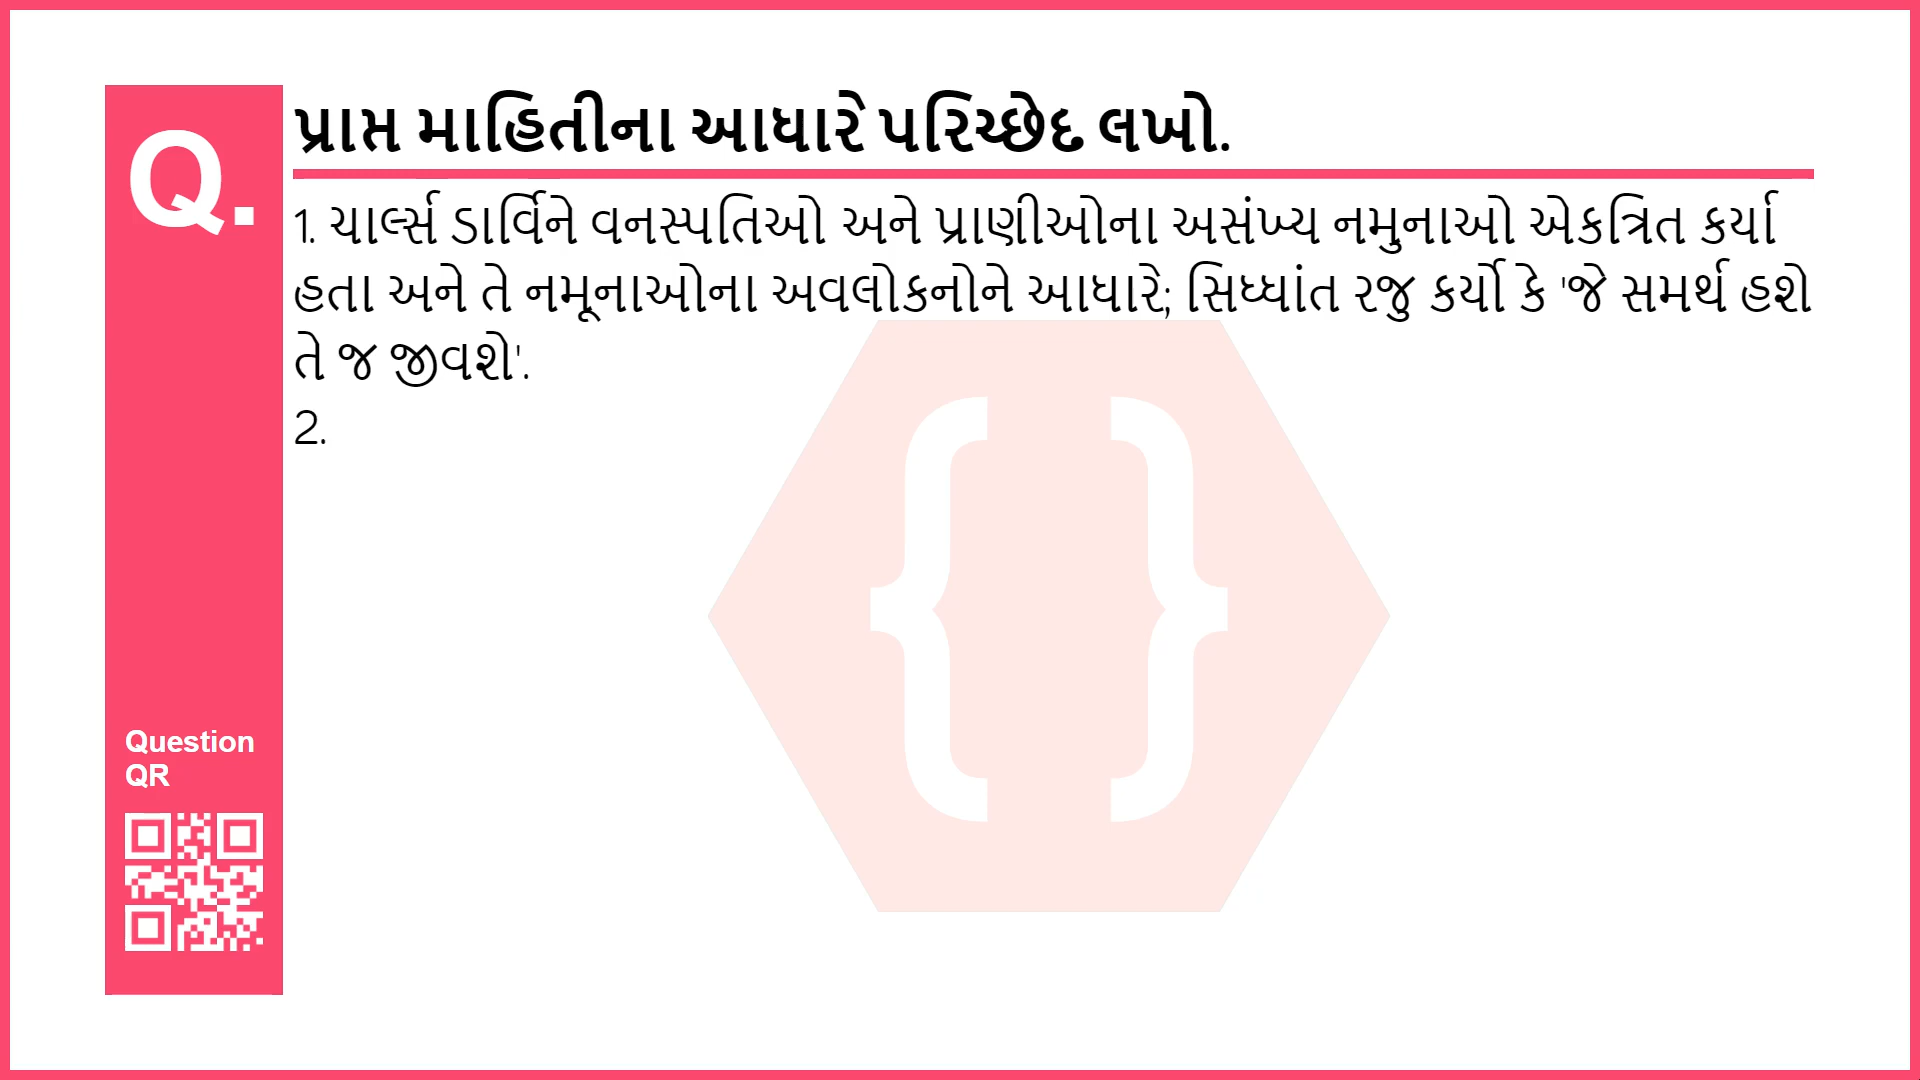 Q.
પ્રાપ્ત માહિતીના આધારે પરિચ્છેદ લખો.
1. ચાર્લ્સ ડાર્વિને વનસ્પતિઓ અને પ્રાણીઓના અસંખ્ય નમુનાઓ એકત્રિત કર્યા
હતા અને તે નમૂનાઓના અવલોકનોને આધારે; સિધ્ધાંત રજુ કર્યો કે 'જે સમર્થ હશે
તે જ જીવશે'.
2.
Question
QR